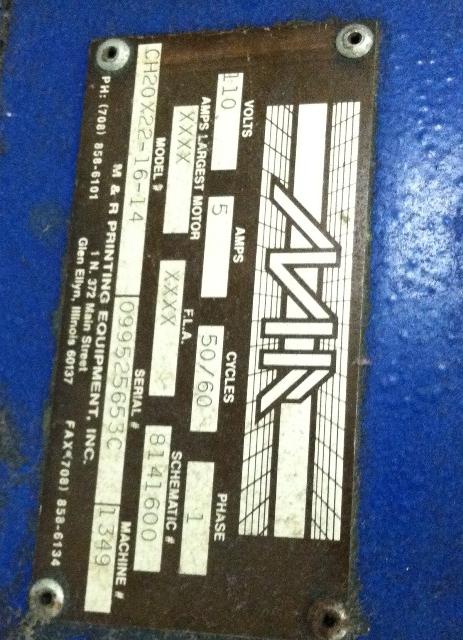 M&R
VOLTS AMPS CYCLES PHASE
110 5 50/60 1
AMPS LARGEST MOTOR F.L.A. SCHEMATIC #
XXXX XXXX 8141600
MODEL # SERIAL # MACHINE #
CH20X22-16-14 099525653C 1349
M & R PRINTING EQUIPMENT, INC.
1 N. 372 Main Street
Glen Ellyn, Illinois 60137
PH: (708) 858-6101 FAX (708) 858-6134